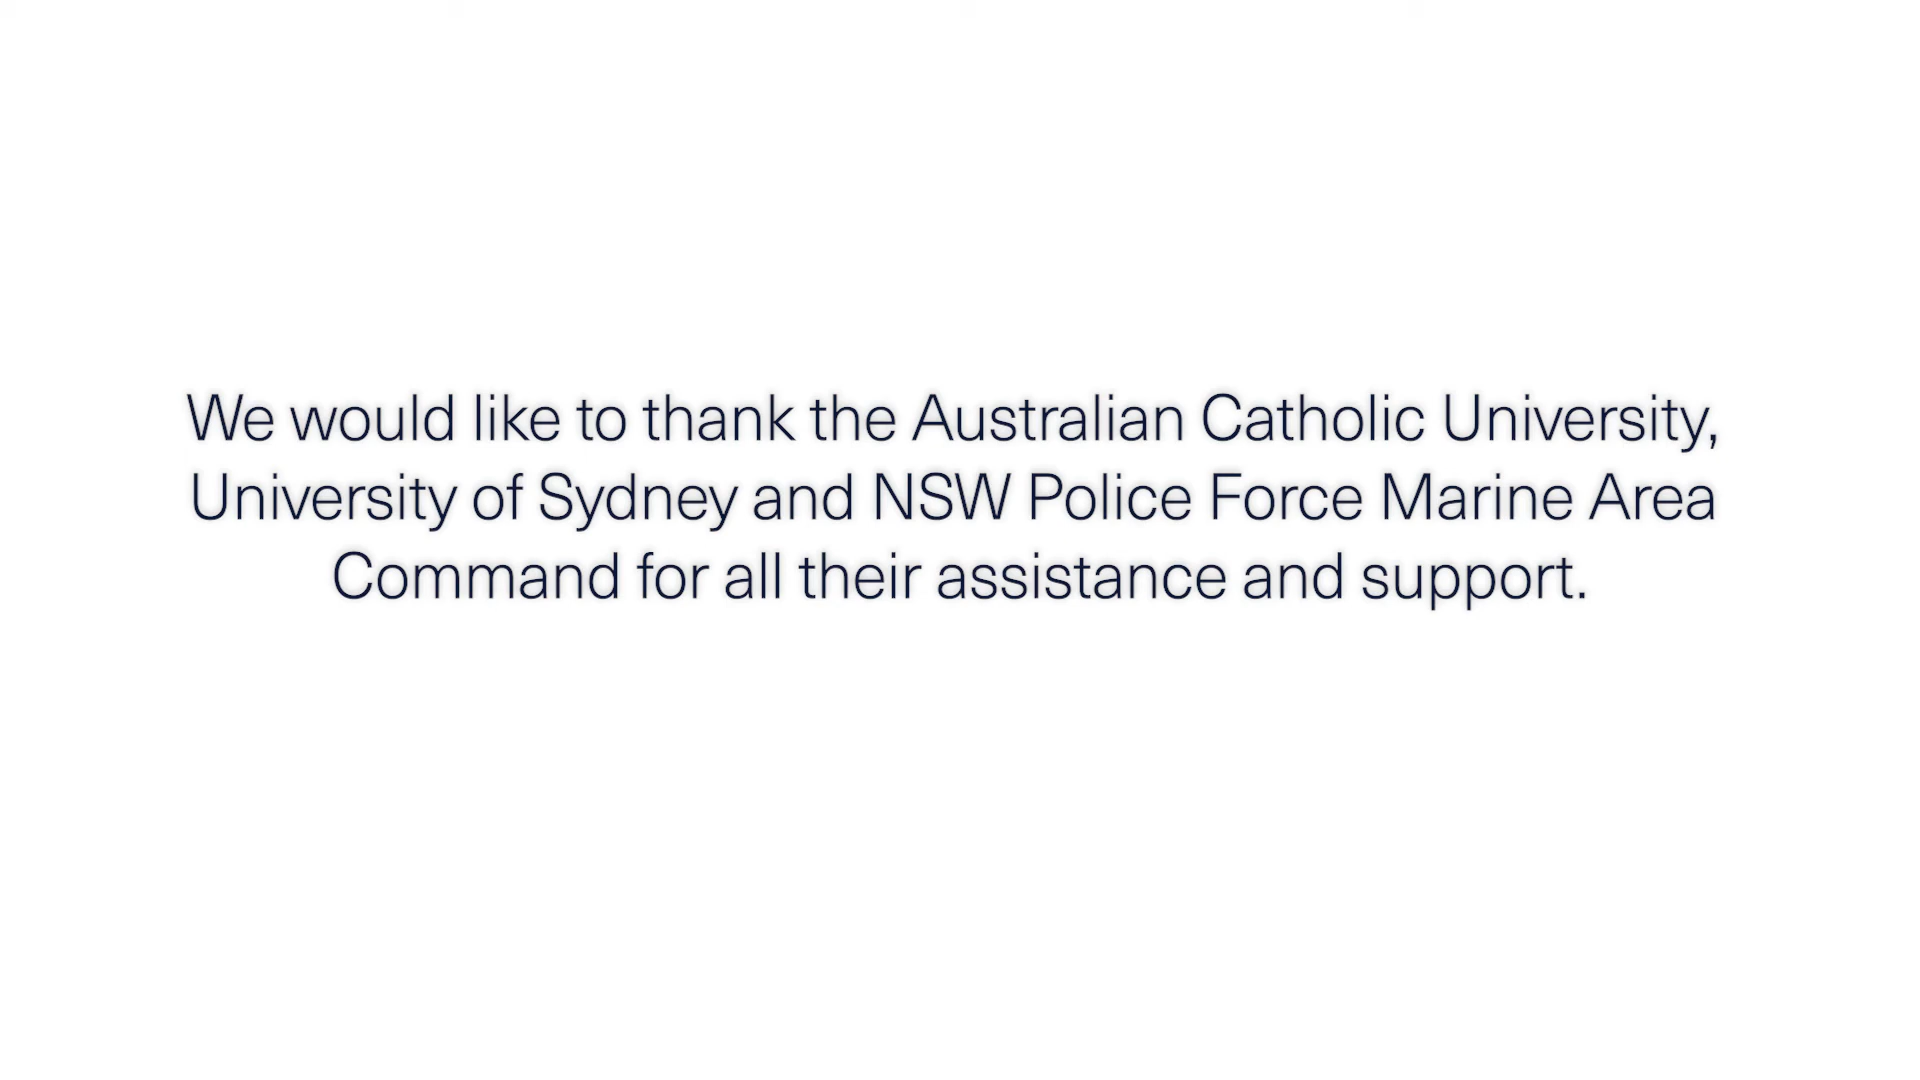 We would like to thank the Australian Catholic University,
University of Sydney and NSW Police Force Marine Area
Command for all their assistance and support.